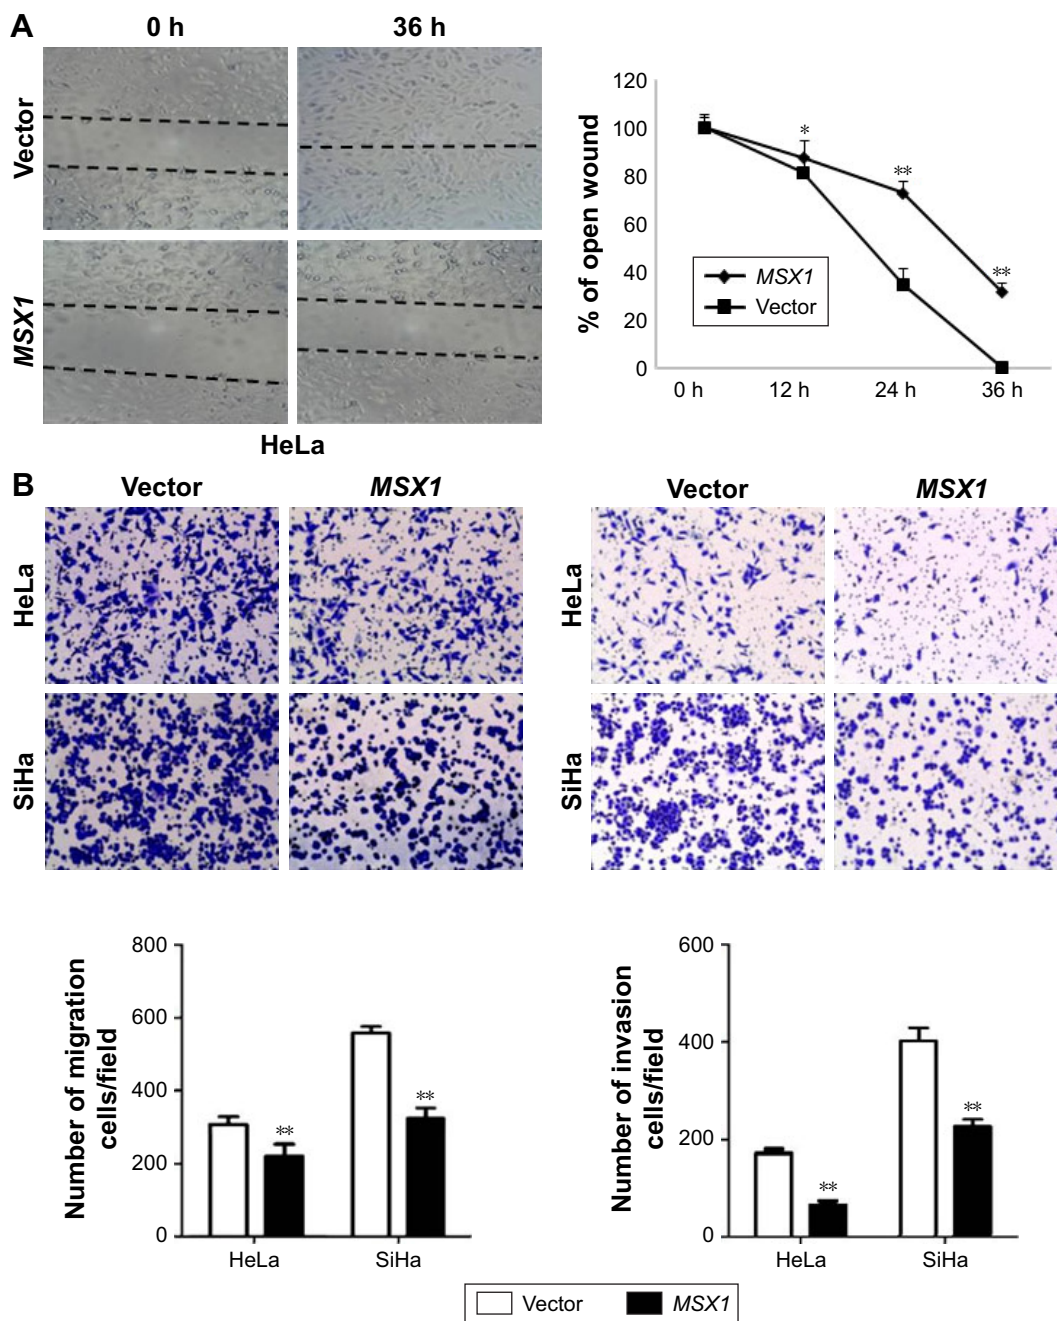 A
0 h
36 h
Vector
MSX1
HeLa
% of open wound
120
100
80
60
40
20
0
*
**
**
MSX1
Vector
0 h
12 h
24 h
36 h
B
Vector
MSX1
Vector
MSX1
HeLa
SiHa
HeLa
SiHa
Number of migration
cells/field
800
600
400
200
0
**
**
HeLa
SiHa
Number of invasion
cells/field
600
400
200
0
**
**
HeLa
SiHa
Vector
MSX1